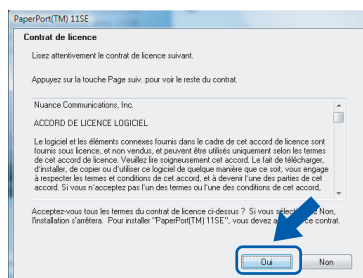 PaperPort(TM) 11SE
Contrat de licence
Lisez attentivement le contrat de licence suivant.
Appuyez sur la touche Page suiv. pour voir le reste du contrat.
Nuance Communications, Inc.
ACCORD DE LICENCE LOGICIEL
Le logiciel et les éléments connexes fournis dans le cadre de cet accord de licence sont
fournis sous licence, et non vendus, et peuvent être utilisés uniquement selon les termes
de cet accord de licence. Veuillez lire soigneusement cet accord. Le fait de télécharger,
d'installer, de copier ou d'utiliser ce logiciel de quelque manière que ce soit, vous engage
à respecter les termes et conditions de cet accord, et à devenir l'une des parties de cet
accord. Si vous n'acceptez pas l'un des termes ou l'une des conditions de cet accord,
Acceptez-vous tous les termes du contrat de licence ci-dessus ? Si vous Non,
l'installation s'arrêtera. Pour installer "PaperPort(TM) 11SE", vous devez ce contrat.
Oui
Non